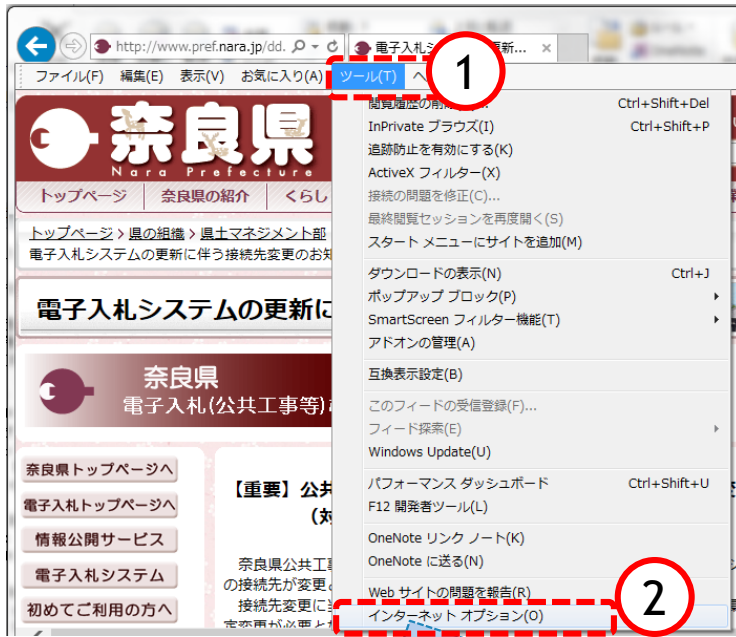 http://www.pref.nara.jp/dd.
電子入札
新...
ファイル(F) 編集(E) 表示(V) お気に入り(A) ツール(T) ヘ
1
奈良県
Nara Prefecture
トップページ 奈良県の紹介 くらし
トップページ > 県の組織 > 県土マネジメント部
電子入札システムの更新に伴う接続先変更のお知
電子入札システムの更新に
奈良県
電子入札(公共工事等)
奈良県トップページへ
電子入札トップページへ
情報公開サービス
電子入札システム
初めてご利用の方へ
【重要】公共
(対
奈良県公共工事
の接続先が変更と
接続先変更に
定変更が必要と
閲覧履歴の削除 Ctrl+Shift+Del
InPrivate ブラウズ(I) Ctrl+Shift+P
追跡防止を有効にする(K)
ActiveX フィルター(X)
接続の問題を修正(C)...
最終閲覧セッションを再度開く(S)
スタート メニューにサイトを追加(M)
ダウンロードの表示(N) Ctrl+J
ポップアップ ブロック(P)
SmartScreen フィルター機能(T)
アドオンの管理(A)
互換表示設定(B)
このフィードの受信登録(F)...
フィード探索(E)
Windows Update(U)
パフォーマンス ダッシュボード Ctrl+Shift+U
F12 開発者ツール(L)
OneNote リンク ノート(K)
OneNote に送る(N)
Web サイトの問題を報告(R)
インターネット オプション(O)
2